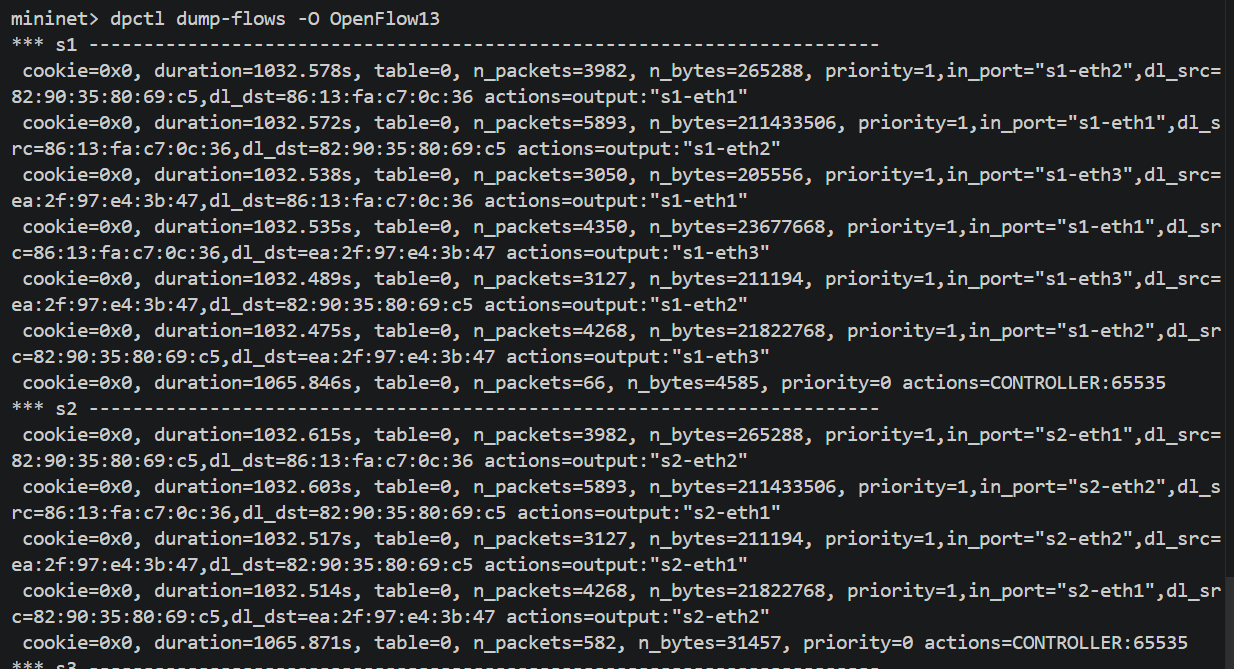 mininet> dpctl dump-flows -O OpenFlow13
*** s1 ------------------------------------------------------------------------
 cookie=0x0, duration=1032.578s, table=0, n_packets=3982, n_bytes=265288, priority=1,in_port="s1-eth2",dl_src=
82:90:35:80:69:c5,dl_dst=86:13:fa:c7:0c:36 actions=output:"s1-eth1"
 cookie=0x0, duration=1032.572s, table=0, n_packets=5893, n_bytes=211433506, priority=1,in_port="s1-eth1",dl_s
rc=86:13:fa:c7:0c:36,dl_dst=82:90:35:80:69:c5 actions=output:"s1-eth2"
 cookie=0x0, duration=1032.538s, table=0, n_packets=3050, n_bytes=205556, priority=1,in_port="s1-eth3",dl_src=
ea:2f:97:e4:3b:47,dl_dst=86:13:fa:c7:0c:36 actions=output:"s1-eth1"
 cookie=0x0, duration=1032.535s, table=0, n_packets=4350, n_bytes=23677668, priority=1,in_port="s1-eth1",dl_sr
c=86:13:fa:c7:0c:36,dl_dst=ea:2f:97:e4:3b:47 actions=output:"s1-eth3"
 cookie=0x0, duration=1032.489s, table=0, n_packets=3127, n_bytes=211194, priority=1,in_port="s1-eth3",dl_src=
ea:2f:97:e4:3b:47,dl_dst=82:90:35:80:69:c5 actions=output:"s1-eth2"
 cookie=0x0, duration=1032.475s, table=0, n_packets=4268, n_bytes=21822768, priority=1,in_port="s1-eth2",dl_sr
c=82:90:35:80:69:c5,dl_dst=ea:2f:97:e4:3b:47 actions=output:"s1-eth3"
 cookie=0x0, duration=1065.846s, table=0, n_packets=66, n_bytes=4585, priority=0 actions=CONTROLLER:65535
*** s2 ------------------------------------------------------------------------
 cookie=0x0, duration=1032.615s, table=0, n_packets=3982, n_bytes=265288, priority=1,in_port="s2-eth1",dl_src=
82:90:35:80:69:c5,dl_dst=86:13:fa:c7:0c:36 actions=output:"s2-eth2"
 cookie=0x0, duration=1032.603s, table=0, n_packets=5893, n_bytes=211433506, priority=1,in_port="s2-eth2",dl_s
rc=86:13:fa:c7:0c:36,dl_dst=82:90:35:80:69:c5 actions=output:"s2-eth1"
 cookie=0x0, duration=1032.517s, table=0, n_packets=3127, n_bytes=211194, priority=1,in_port="s2-eth2",dl_src=
ea:2f:97:e4:3b:47,dl_dst=82:90:35:80:69:c5 actions=output:"s2-eth1"
 cookie=0x0, duration=1032.514s, table=0, n_packets=4268, n_bytes=21822768, priority=1,in_port="s2-eth1",dl_sr
c=82:90:35:80:69:c5,dl_dst=ea:2f:97:e4:3b:47 actions=output:"s2-eth2"
 cookie=0x0, duration=1065.871s, table=0, n_packets=582, n_bytes=31457, priority=0 actions=CONTROLLER:65535
*** s3 ------------------------------------------------------------------------